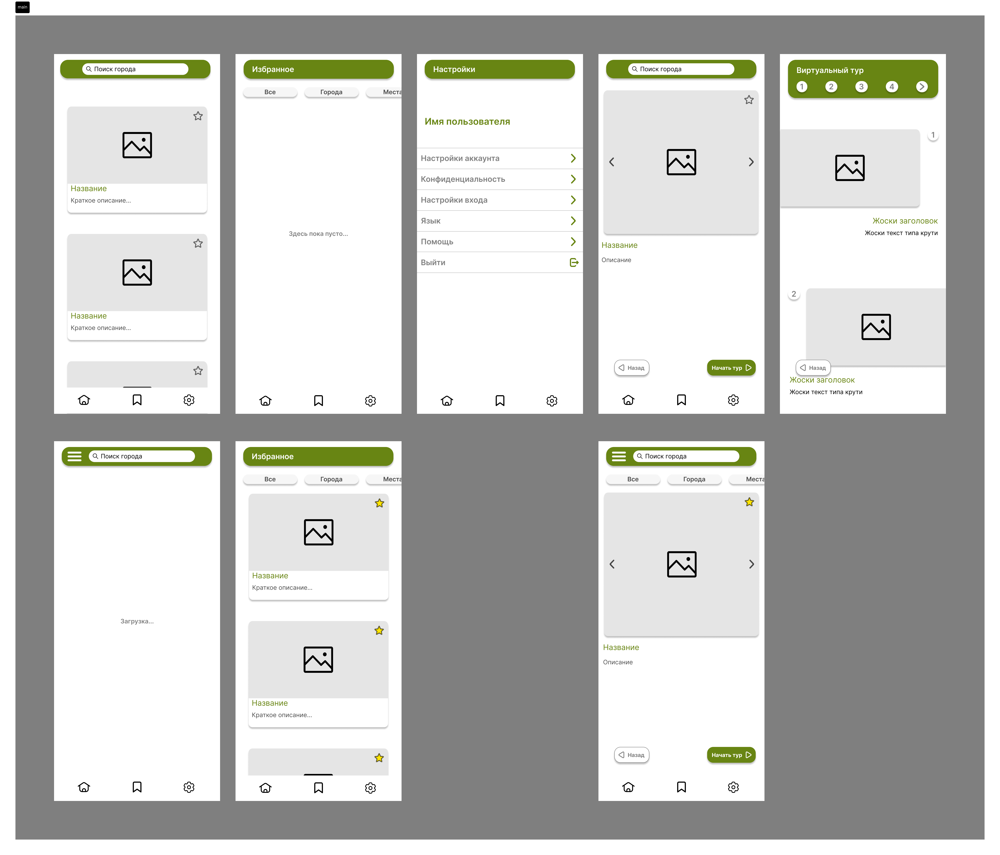 main
Поиск города
Название
Краткое описание...
Название
Краткое описание...
Избранное
Все
Города
Места
Здесь пока пусто...
Настройки
Имя пользователя
Настройки аккаунта
Конфиденциальность
Настройки входа
Язык
Помощь
Выйти
Поиск города
Название
Описание
Назад
Начать тур
Виртуальный тур
1 2 3 4
1
Жоски заголовок
Жоски текст типа крути
2
Назад
Жоски заголовок
Жоски текст типа крути
Поиск города
Загрузка...
Избранное
Все
Города
Места
Название
Краткое описание...
Название
Краткое описание...
Поиск города
Все
Города
Места
Название
Описание
Назад
Начать тур